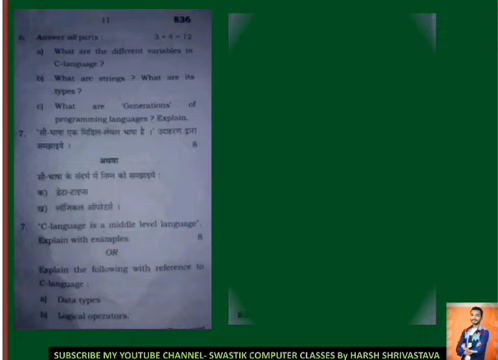 11 836
6. Answer all parts : 3 × 4 = 12
a) What are the different variables in
C-language ?
b) What are strings ? What are its
types ?
c) What are 'Generations' of
programming languages ? Explain.
7. "सी-भाषा एक मिडिल-लेवल भाषा है ।" उदाहरण द्वारा
समझाइये । 8
अथवा
सी-भाषा के संदर्भ में निम्न को समझाइये :
क) डेटा-टाइप्स
ख) लॉजिकल ऑपरेटर्स ।
7. "C-language is a middle level language".
Explain with examples. 8
OR
Explain the following with reference to
C-language :
a) Data types
b) Logical operators.
SUBSCRIBE MY YOUTUBE CHANNEL- SWASTIK COMPUTER CLASSES By HARSH SHRIVASTAVA